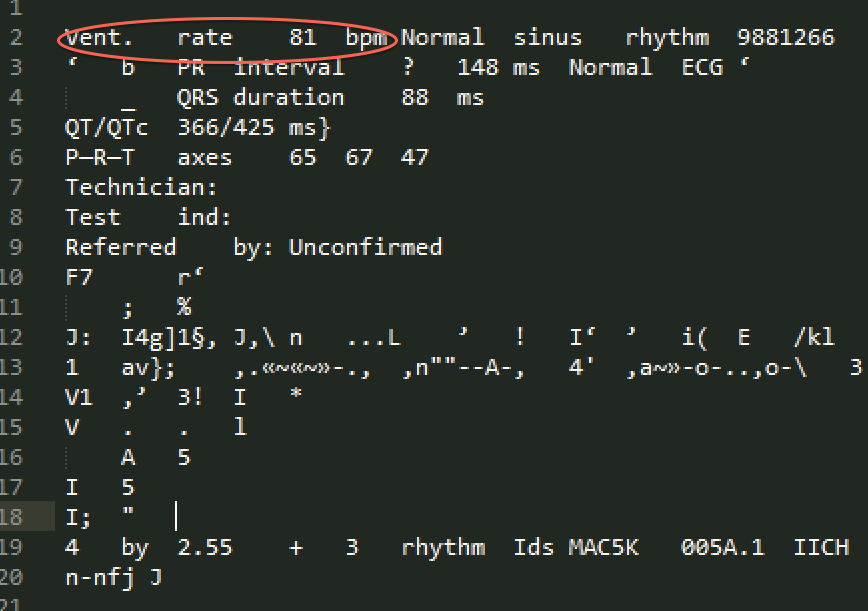 1
2 Vent. rate 81 bpm Normal sinus rhythm 9881266
3 ‘ b PR interval ? 148 ms Normal ECG ‘
4 _ QRS duration 88 ms
5 QT/QTc 366/425 ms}
6 P—R—T axes 65 67 47
7 Technician:
8 Test ind:
9 Referred by: Unconfirmed
10 F7 r‘
11 ; %
12 J: I4g]1§, J,\ n ...L ’ ! I‘ ’ i( E /kl
13 1 av}; ,.«~«~»-., ,n""--A-, 4' ,a~»-o-..,o-\ 3
14 V1 ,’ 3! I *
15 V . . l
16 A 5
17 I 5
18 I; "
19 4 by 2.55 + 3 rhythm Ids MAC5K 005A.1 IICH
20 n-nfj J
21